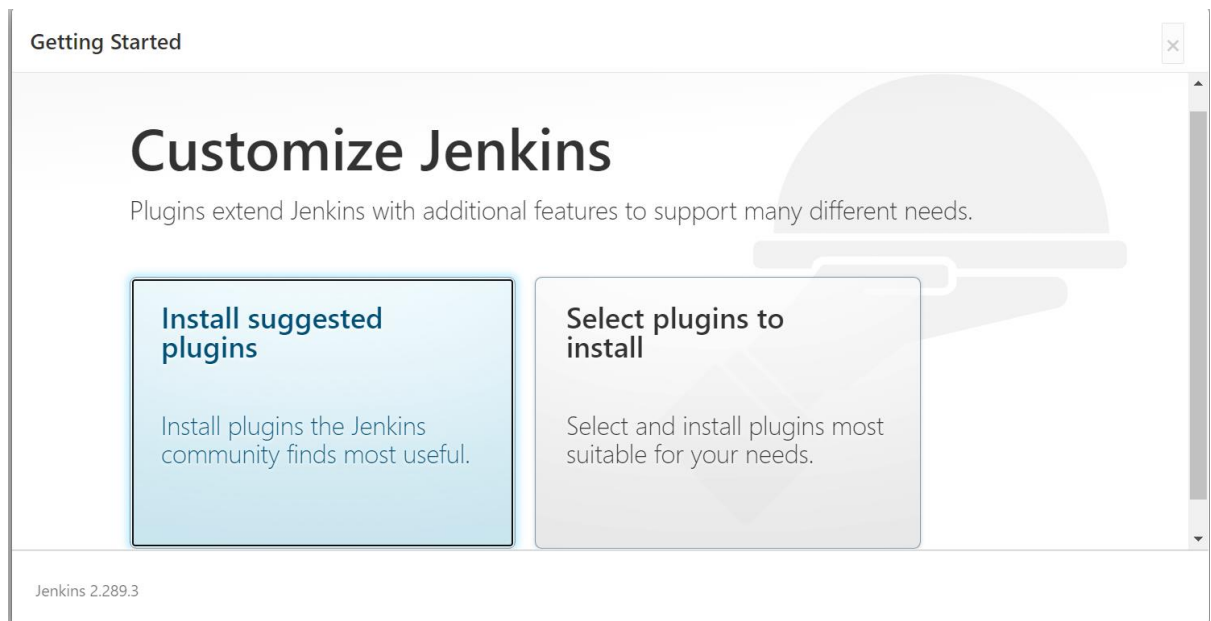 Getting Started
×
Customize Jenkins
Plugins extend Jenkins with additional features to support many different needs.
Install suggested
plugins
Install plugins the Jenkins
community finds most useful.
Select plugins to
install
Select and install plugins most
suitable for your needs.
Jenkins 2.289.3